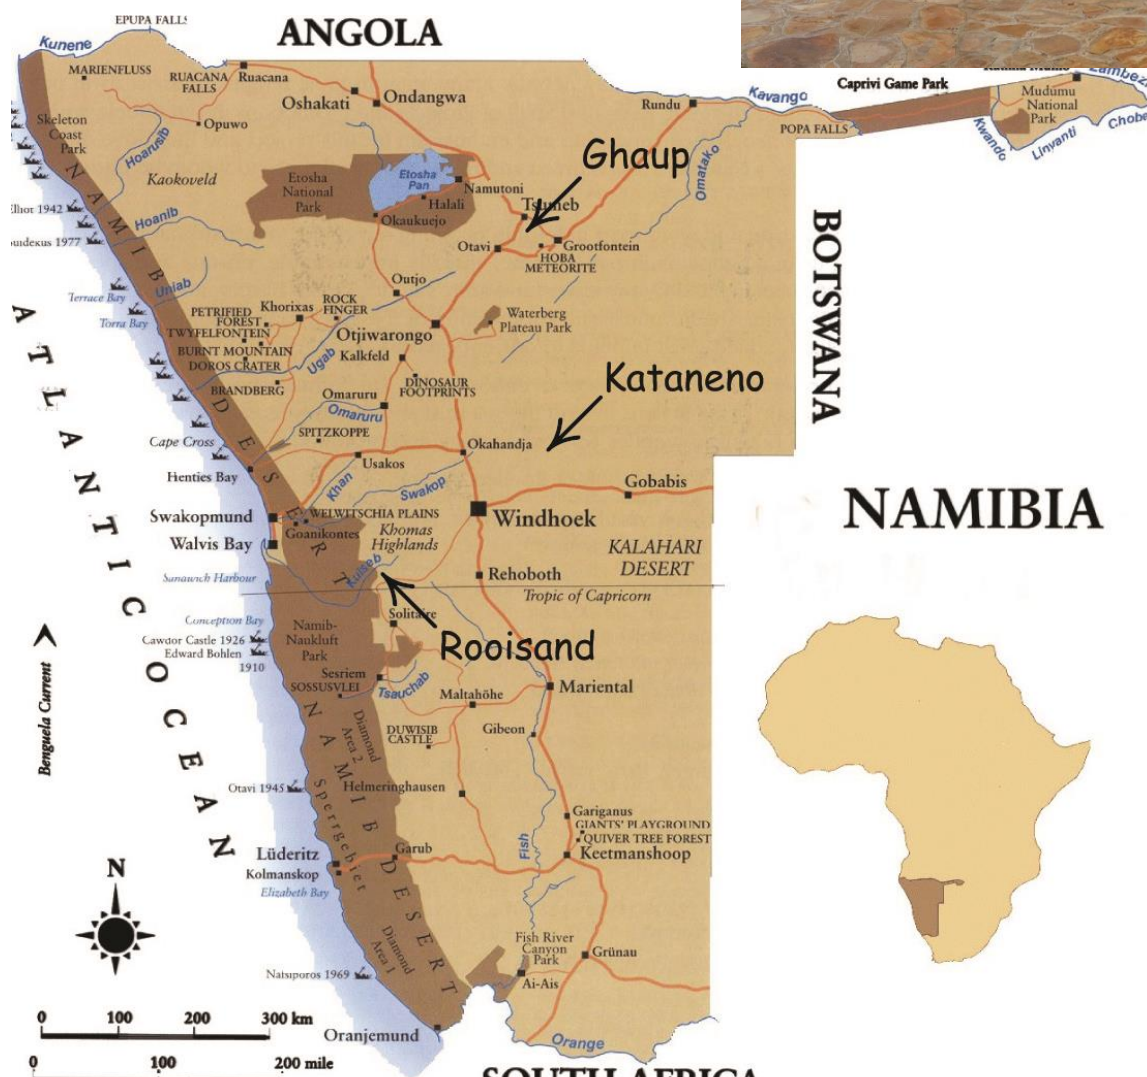 EPUPA FALLS
ANGOLA
Kunene
MARIENFLUSS
RUACANA
FALLS
Ruacana
Oshakati
Ondangwa
Opuwo
Rundu
Kavango
Caprivi Game Park
POPA FALLS
Mudumu
National
Park
Kwando
Linyanti
Skeleton
Coast
Park
Hoarusib
Kaokoveld
Etosha
National
Park
Etosha
Pan
Namutoni
Halali
Okaukuejo
Ghaup
Omatako
Tsumeb
Otavi
Grootfontein
HOBA
METEORITE
BOTSWANA
Hoanib
Uniab
Terrace Bay
Torra Bay
Outjo
PETRIFIED
FOREST
Khorixas
ROCK
FINGER
TWYFELFONTEIN
BURNT MOUNTAIN
DOROS CRATER
BRANDBERG
Ugab
Otjiwarongo
Waterberg
Plateau Park
Kalkfeld
DINOSAUR
FOOTPRINTS
Kataneno
Omaruru
Omaruru
SPITZKOPPE
Cape Cross
Okahandja
Usakos
Henties Bay
Khan
Swakop
Gobabis
Swakopmund
WELWITSCHIA PLAINS
Goanikontes
Khomas
Highlands
Windhoek
NAMIBIA
Walvis Bay
KALAHARI
DESERT
Kuiseb
Rehoboth
Tropic of Capricorn
Conception Bay
Solitaire
Rooisand
Namib-
Naukluft
Park
Edward Bohlen
1910
Sesriem
SOSSUSVLEI
Tsauchab
Maltahöhe
Mariental
DUWISIB
CASTLE
Gibeon
Diamond
Area 2
Otavi 1945
Helmeringhausen
Sperrgebiet
Gariganus
GIANTS' PLAYGROUND
QUIVER TREE FOREST
Keetmanshoop
Fish
Lüderitz
Garub
Kolmanskop
Elizabeth Bay
NAMIB DESERT
NAMIB DESERT
ATLANTIC OCEAN
Benguela Current
N
Diamond
Area 1
Fish River
Canyon
Park
Grünau
Ai-Ais
Oranjemund
Orange
0 100 200 300 km
0 100 200 mile
SOUTH AFRICA